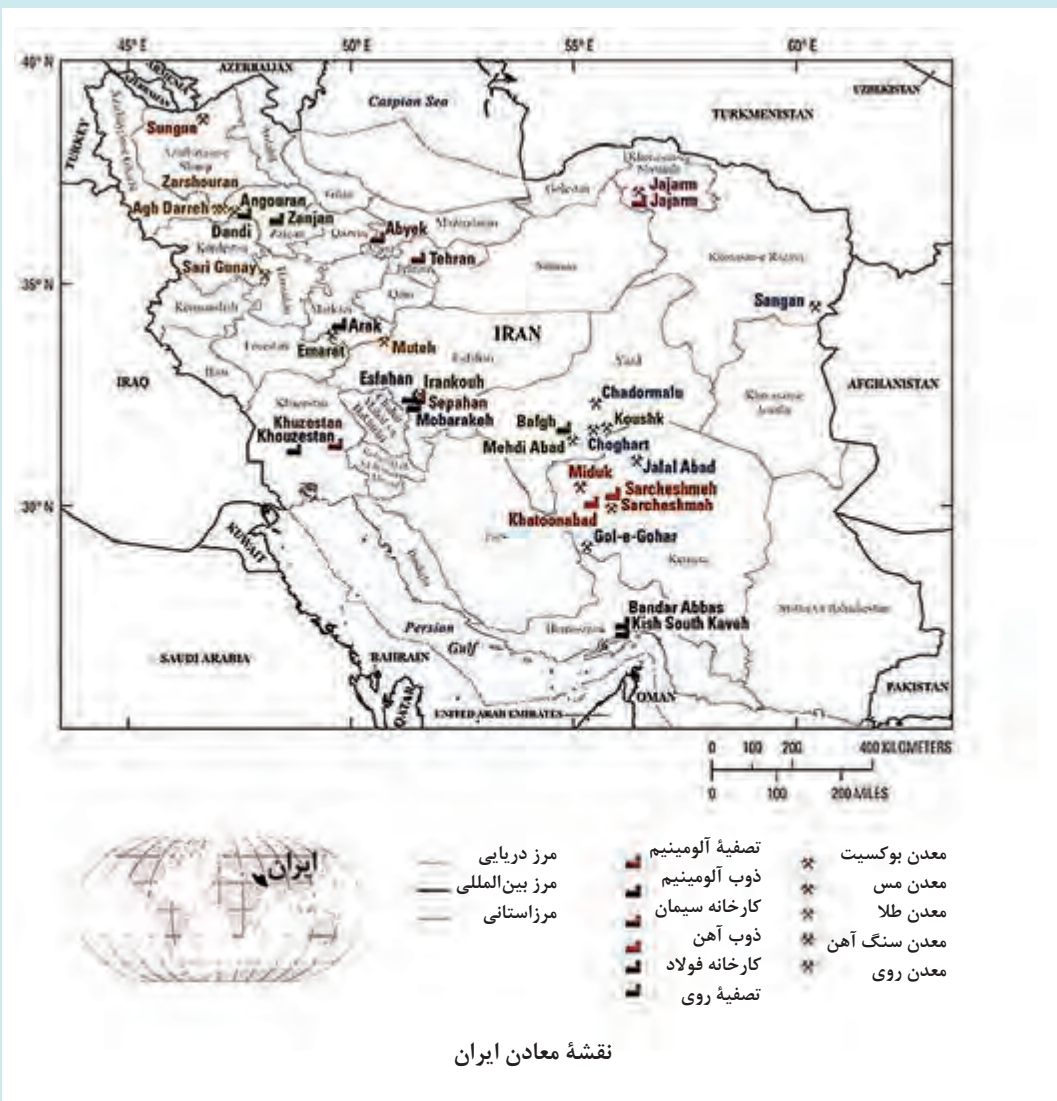 45° E
50° E
55° E
60° E
40° N
ARMENIA
AZERBAIJAN
Caspian Sea
UZBEKISTAN
TURKMENISTAN
TURKEY
Sungun
Zarshouran
Agh Darreh
Angouran
Dandi
Zanjan
Abyek
Tehran
Jajarm
Jajarm
Sari Gunay
35° N
Sangan
Arak
IRAN
Emarat
Muteh
IRAQ
Esfahan
Irankouh
Sepahan
Mobarakeh
Yazd
Chadormalu
AFGHANISTAN
Khuzestan
Khuzestan
Khouzestan
Bafgh
Koushk
Mehdi Abad
Choghart
Jalal Abad
Miduk
Sarcheshmeh
Sarcheshmeh
30° N
Khatoonabad
Gol-e-Gohar
Kerman
KUWAIT
Bandar Abbas
Kish South Kaveh
Persian
Gulf
SAUDI ARABIA
BAHRAIN
QATAR
OMAN
PAKISTAN
UNITED ARAB EMIRATES
0 100 200 400 KILOMETERS
0 100 200 MILES
معدن بوکسیت
معدن مس
معدن طلا
معدن سنگ آهن
معدن روی
تصفیهٔ آلومینیم
ذوب آلومینیم
کارخانه سیمان
ذوب آهن
کارخانه فولاد
تصفیهٔ روی
مرز دریایی
مرز بین‌المللی
مرزاستانی
ایران
نقشهٔ معادن ایران